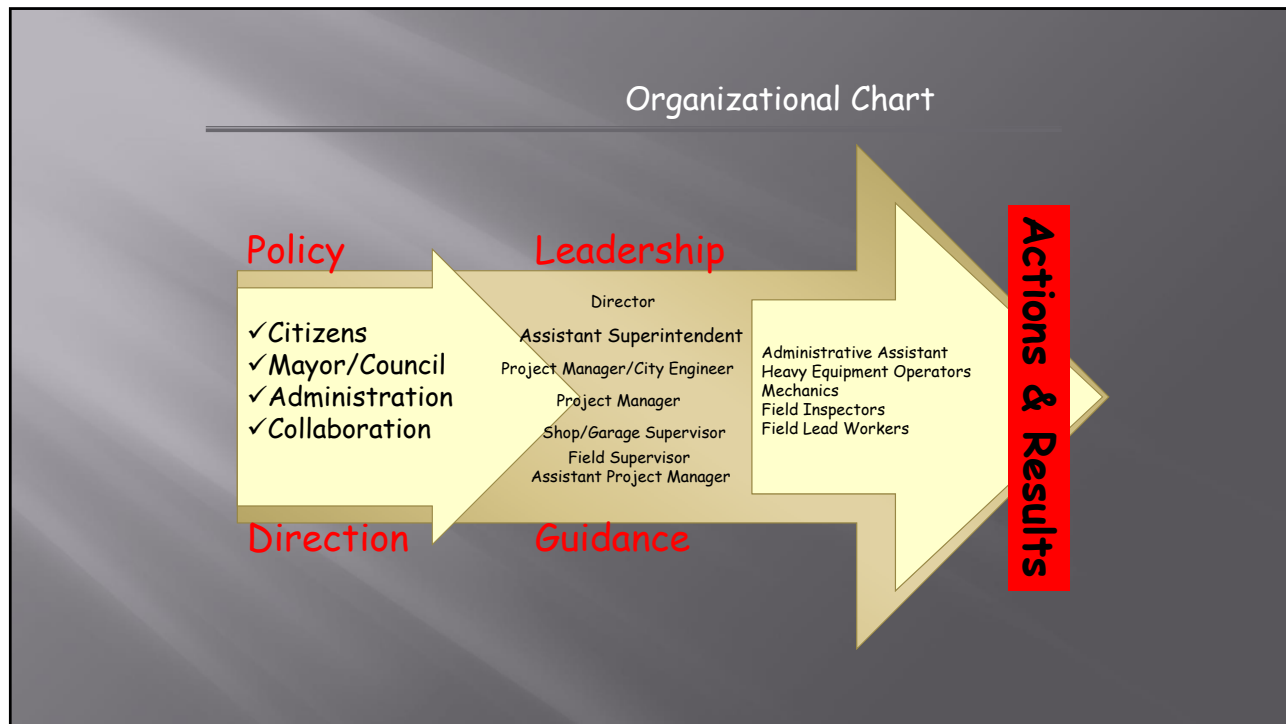 Organizational Chart
Policy
✓Citizens
✓Mayor/Council
✓Administration
✓Collaboration
Direction
Leadership
Director
Assistant Superintendent
Project Manager/City Engineer
Project Manager
Shop/Garage Supervisor
Field Supervisor
Assistant Project Manager
Guidance
Administrative Assistant
Heavy Equipment Operators
Mechanics
Field Inspectors
Field Lead Workers
Actions & Results